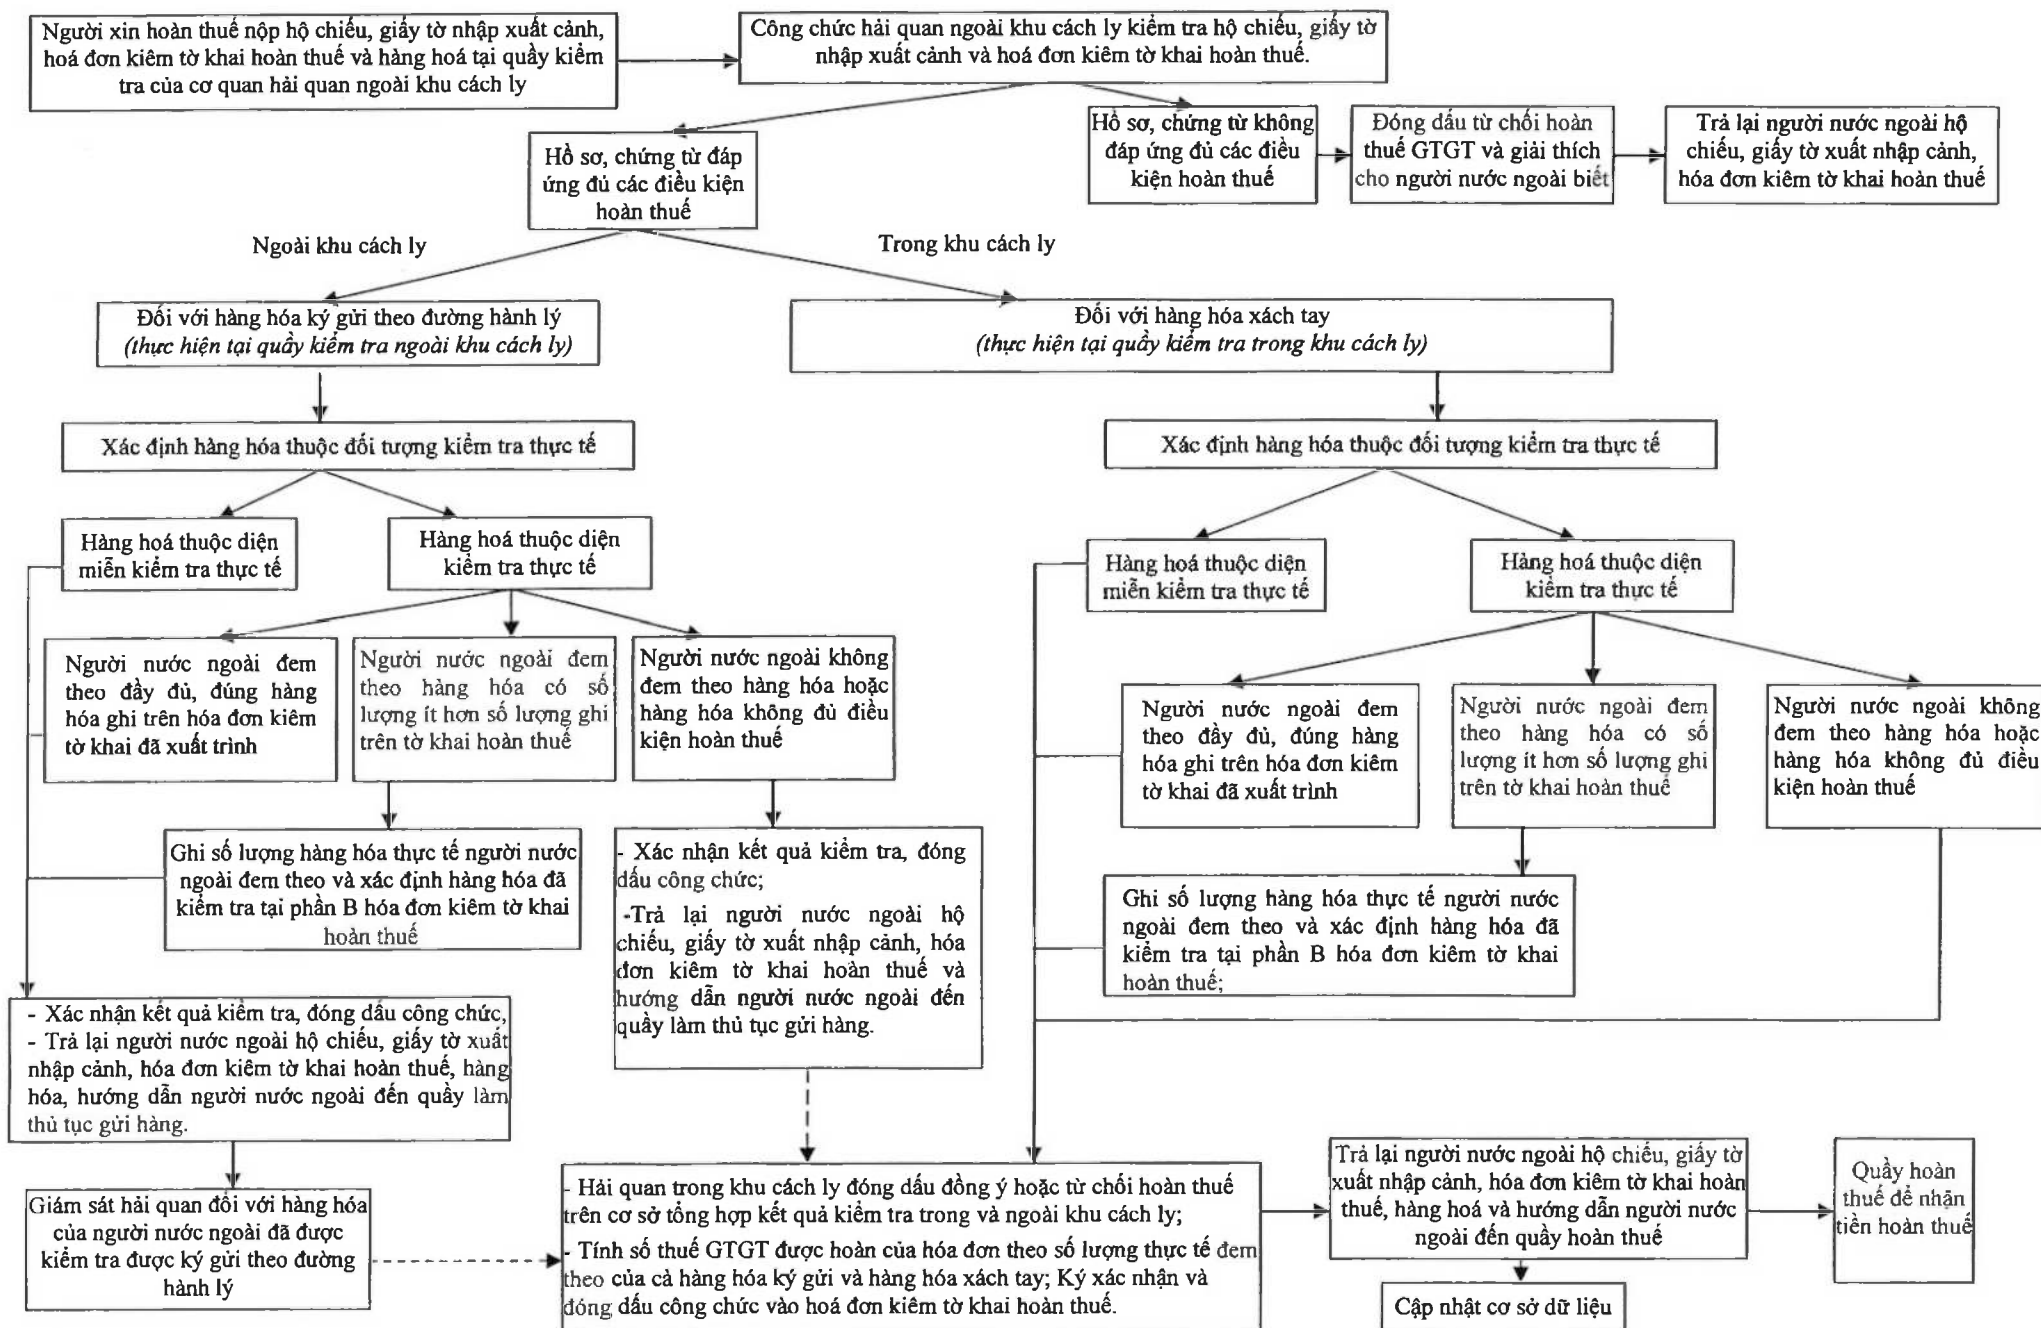 Người xin hoàn thuế nộp hộ chiếu, giấy tờ nhập xuất cảnh,
hoá đơn kiêm tờ khai hoàn thuế và hàng hoá tại quầy kiểm
tra của cơ quan hải quan ngoài khu cách ly
Công chức hải quan ngoài khu cách ly kiểm tra hộ chiếu, giấy tờ
nhập xuất cảnh và hoá đơn kiêm tờ khai hoàn thuế.
Hồ sơ, chứng từ đáp
ứng đủ các điều kiện
hoàn thuế
Hồ sơ, chứng từ không
đáp ứng đủ các điều
kiện hoàn thuế
Đóng dấu từ chối hoàn
thuế GTGT và giải thích
cho người nước ngoài biết
Trả lại người nước ngoài hộ
chiếu, giấy tờ xuất nhập cảnh,
hóa đơn kiêm tờ khai hoàn thuế
Ngoài khu cách ly
Trong khu cách ly
Đối với hàng hóa ký gửi theo đường hành lý
(thực hiện tại quầy kiểm tra ngoài khu cách ly)
Đối với hàng hóa xách tay
(thực hiện tại quầy kiểm tra trong khu cách ly)
Xác định hàng hóa thuộc đối tượng kiểm tra thực tế
Xác định hàng hóa thuộc đối tượng kiểm tra thực tế
Hàng hoá thuộc diện
miễn kiểm tra thực tế
Hàng hoá thuộc diện
kiểm tra thực tế
Hàng hoá thuộc diện
miễn kiểm tra thực tế
Hàng hoá thuộc diện
kiểm tra thực tế
Người nước ngoài đem
theo đầy đủ, đúng hàng
hóa ghi trên hóa đơn kiêm
tờ khai đã xuất trình
Người nước ngoài đem
theo hàng hóa có số
lượng ít hơn số lượng ghi
trên tờ khai hoàn thuế
Người nước ngoài không
đem theo hàng hóa hoặc
hàng hóa không đủ điều
kiện hoàn thuế
Người nước ngoài đem
theo đầy đủ, đúng hàng
hóa ghi trên hóa đơn kiêm
tờ khai đã xuất trình
Người nước ngoài đem
theo hàng hóa có số
lượng ít hơn số lượng ghi
trên tờ khai hoàn thuế
Người nước ngoài không
đem theo hàng hóa hoặc
hàng hóa không đủ điều
kiện hoàn thuế
Ghi số lượng hàng hóa thực tế người nước
ngoài đem theo và xác định hàng hóa đã
kiểm tra tại phần B hóa đơn kiêm tờ khai
hoàn thuế
- Xác nhận kết quả kiểm tra, đóng
dấu công chức;
-Trả lại người nước ngoài hộ
chiếu, giấy tờ xuất nhập cảnh, hóa
đơn kiêm tờ khai hoàn thuế và
hướng dẫn người nước ngoài đến
quầy làm thủ tục gửi hàng.
Ghi số lượng hàng hóa thực tế người nước
ngoài đem theo và xác định hàng hóa đã
kiểm tra tại phần B hóa đơn kiêm tờ khai
hoàn thuế;
- Xác nhận kết quả kiểm tra, đóng dấu công chức,
- Trả lại người nước ngoài hộ chiếu, giấy tờ xuất
nhập cảnh, hóa đơn kiêm tờ khai hoàn thuế, hàng
hóa, hướng dẫn người nước ngoài đến quầy làm
thủ tục gửi hàng.
Giám sát hải quan đối với hàng hóa
của người nước ngoài đã được
kiểm tra được ký gửi theo đường
hành lý
- Hải quan trong khu cách ly đóng dấu đồng ý hoặc từ chối hoàn thuế
trên cơ sở tổng hợp kết quả kiểm tra trong và ngoài khu cách ly;
- Tính số thuế GTGT được hoàn của hóa đơn theo số lượng thực tế đem
theo của cả hàng hóa ký gửi và hàng hóa xách tay; Ký xác nhận và
đóng dấu công chức vào hoá đơn kiêm tờ khai hoàn thuế.
Trả lại người nước ngoài hộ chiếu, giấy tờ
xuất nhập cảnh, hóa đơn kiêm tờ khai hoàn
thuế, hàng hoá và hướng dẫn người nước
ngoài đến quầy hoàn thuế
Quầy hoàn
thuế để nhận
tiền hoàn thuế
Cập nhật cơ sở dữ liệu